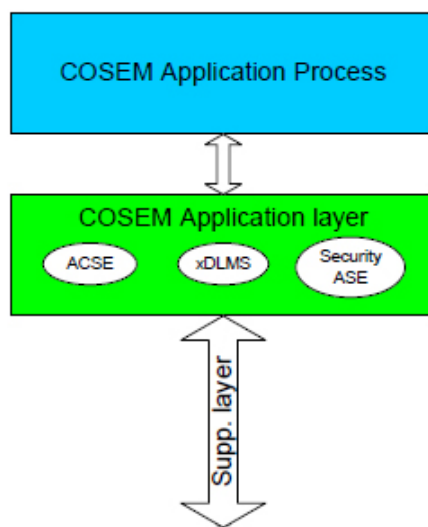 COSEM Application Process
COSEM Application layer
ACSE
xDLMS
Security
ASE
Supp. layer